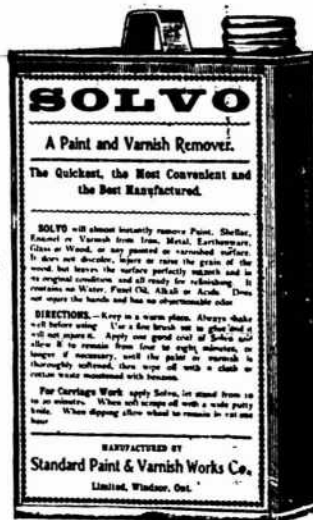 SOLVO
A Paint and Varnish Remover.
The Quickest, the Most Convenient and
the Best Manufactured.
SOLVO will almost instantly remove Paint, Shellac,
Enamel or Varnish from Iron, Metal, Earthenware,
Glass or Wood, or any painted or varnished surface.
It does not discolor, injure or raise the grain of the
wood, but leaves the surface perfectly smooth and in
its original condition and all ready for refinishing. It
contains no Water, Fusel Oil, Alkali or Acids. Does
not injure the hands and has no objectionable odor
DIRECTIONS.—Keep in a warm place. Always shake
well before using. Use a fine brush set in glue and it
will not injure it. Apply one good coat of Solvo and
allow it to remain from four to eight minutes, or
longer if necessary, until the paint or varnish is
thoroughly softened, then wipe off with a cloth or
cotton waste moistened with benzine.
For Carriage Work apply Solvo, let stand from 10
to 20 minutes. When soft scrape off with a wide putty
knife. When dipping allow wheel to remain in vat one
hour
MANUFACTURED BY
Standard Paint & Varnish Works Co.,
Limited, Windsor, Ont.